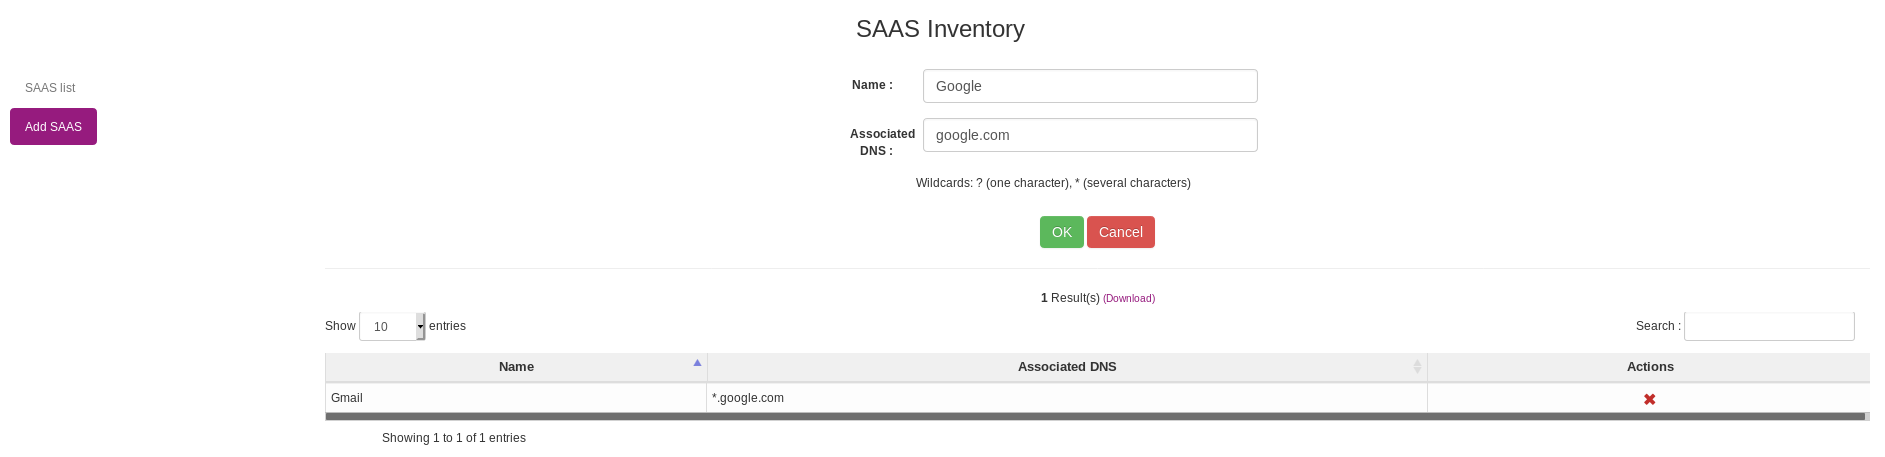 SAAS Inventory
SAAS list
Add SAAS
Name : Google
Associated DNS : google.com
Wildcards: ? (one character), * (several characters)
OK Cancel
1 Result(s) (Download)
Show 10 entries Search :
Name Associated DNS Actions
Gmail *.google.com
Showing 1 to 1 of 1 entries